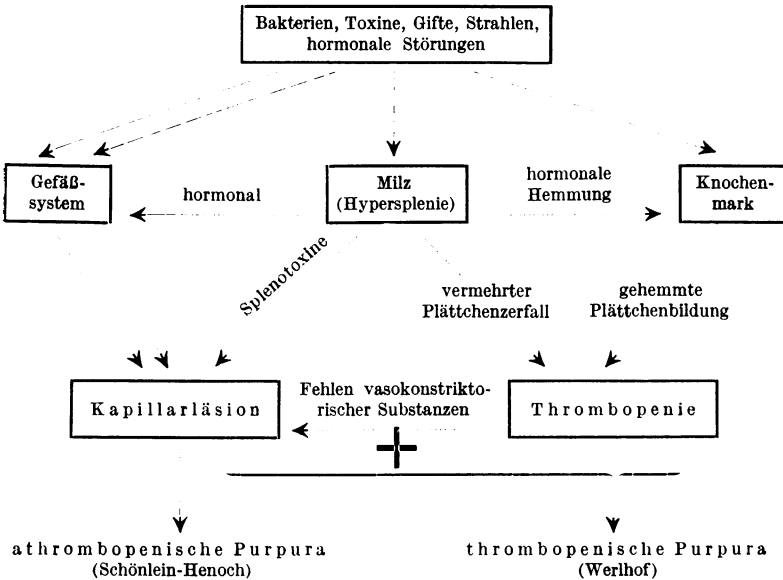 Bakterien, Toxine, Gifte, Strahlen,
hormonale Störungen
Gefäß-
system
hormonal
Milz
(Hypersplenie)
hormonale
Hemmung
Knochen-
mark
Splenotoxine
vermehrter
Plättchenzerfall
gehemmte
Plättchenbildung
Kapillarläsion
Fehlen vasokonstrikto-
rischer Substanzen
Thrombopenie
+
athrombopenische Purpura
(Schönlein-Henoch)
thrombopenische Purpura
(Werlhof)